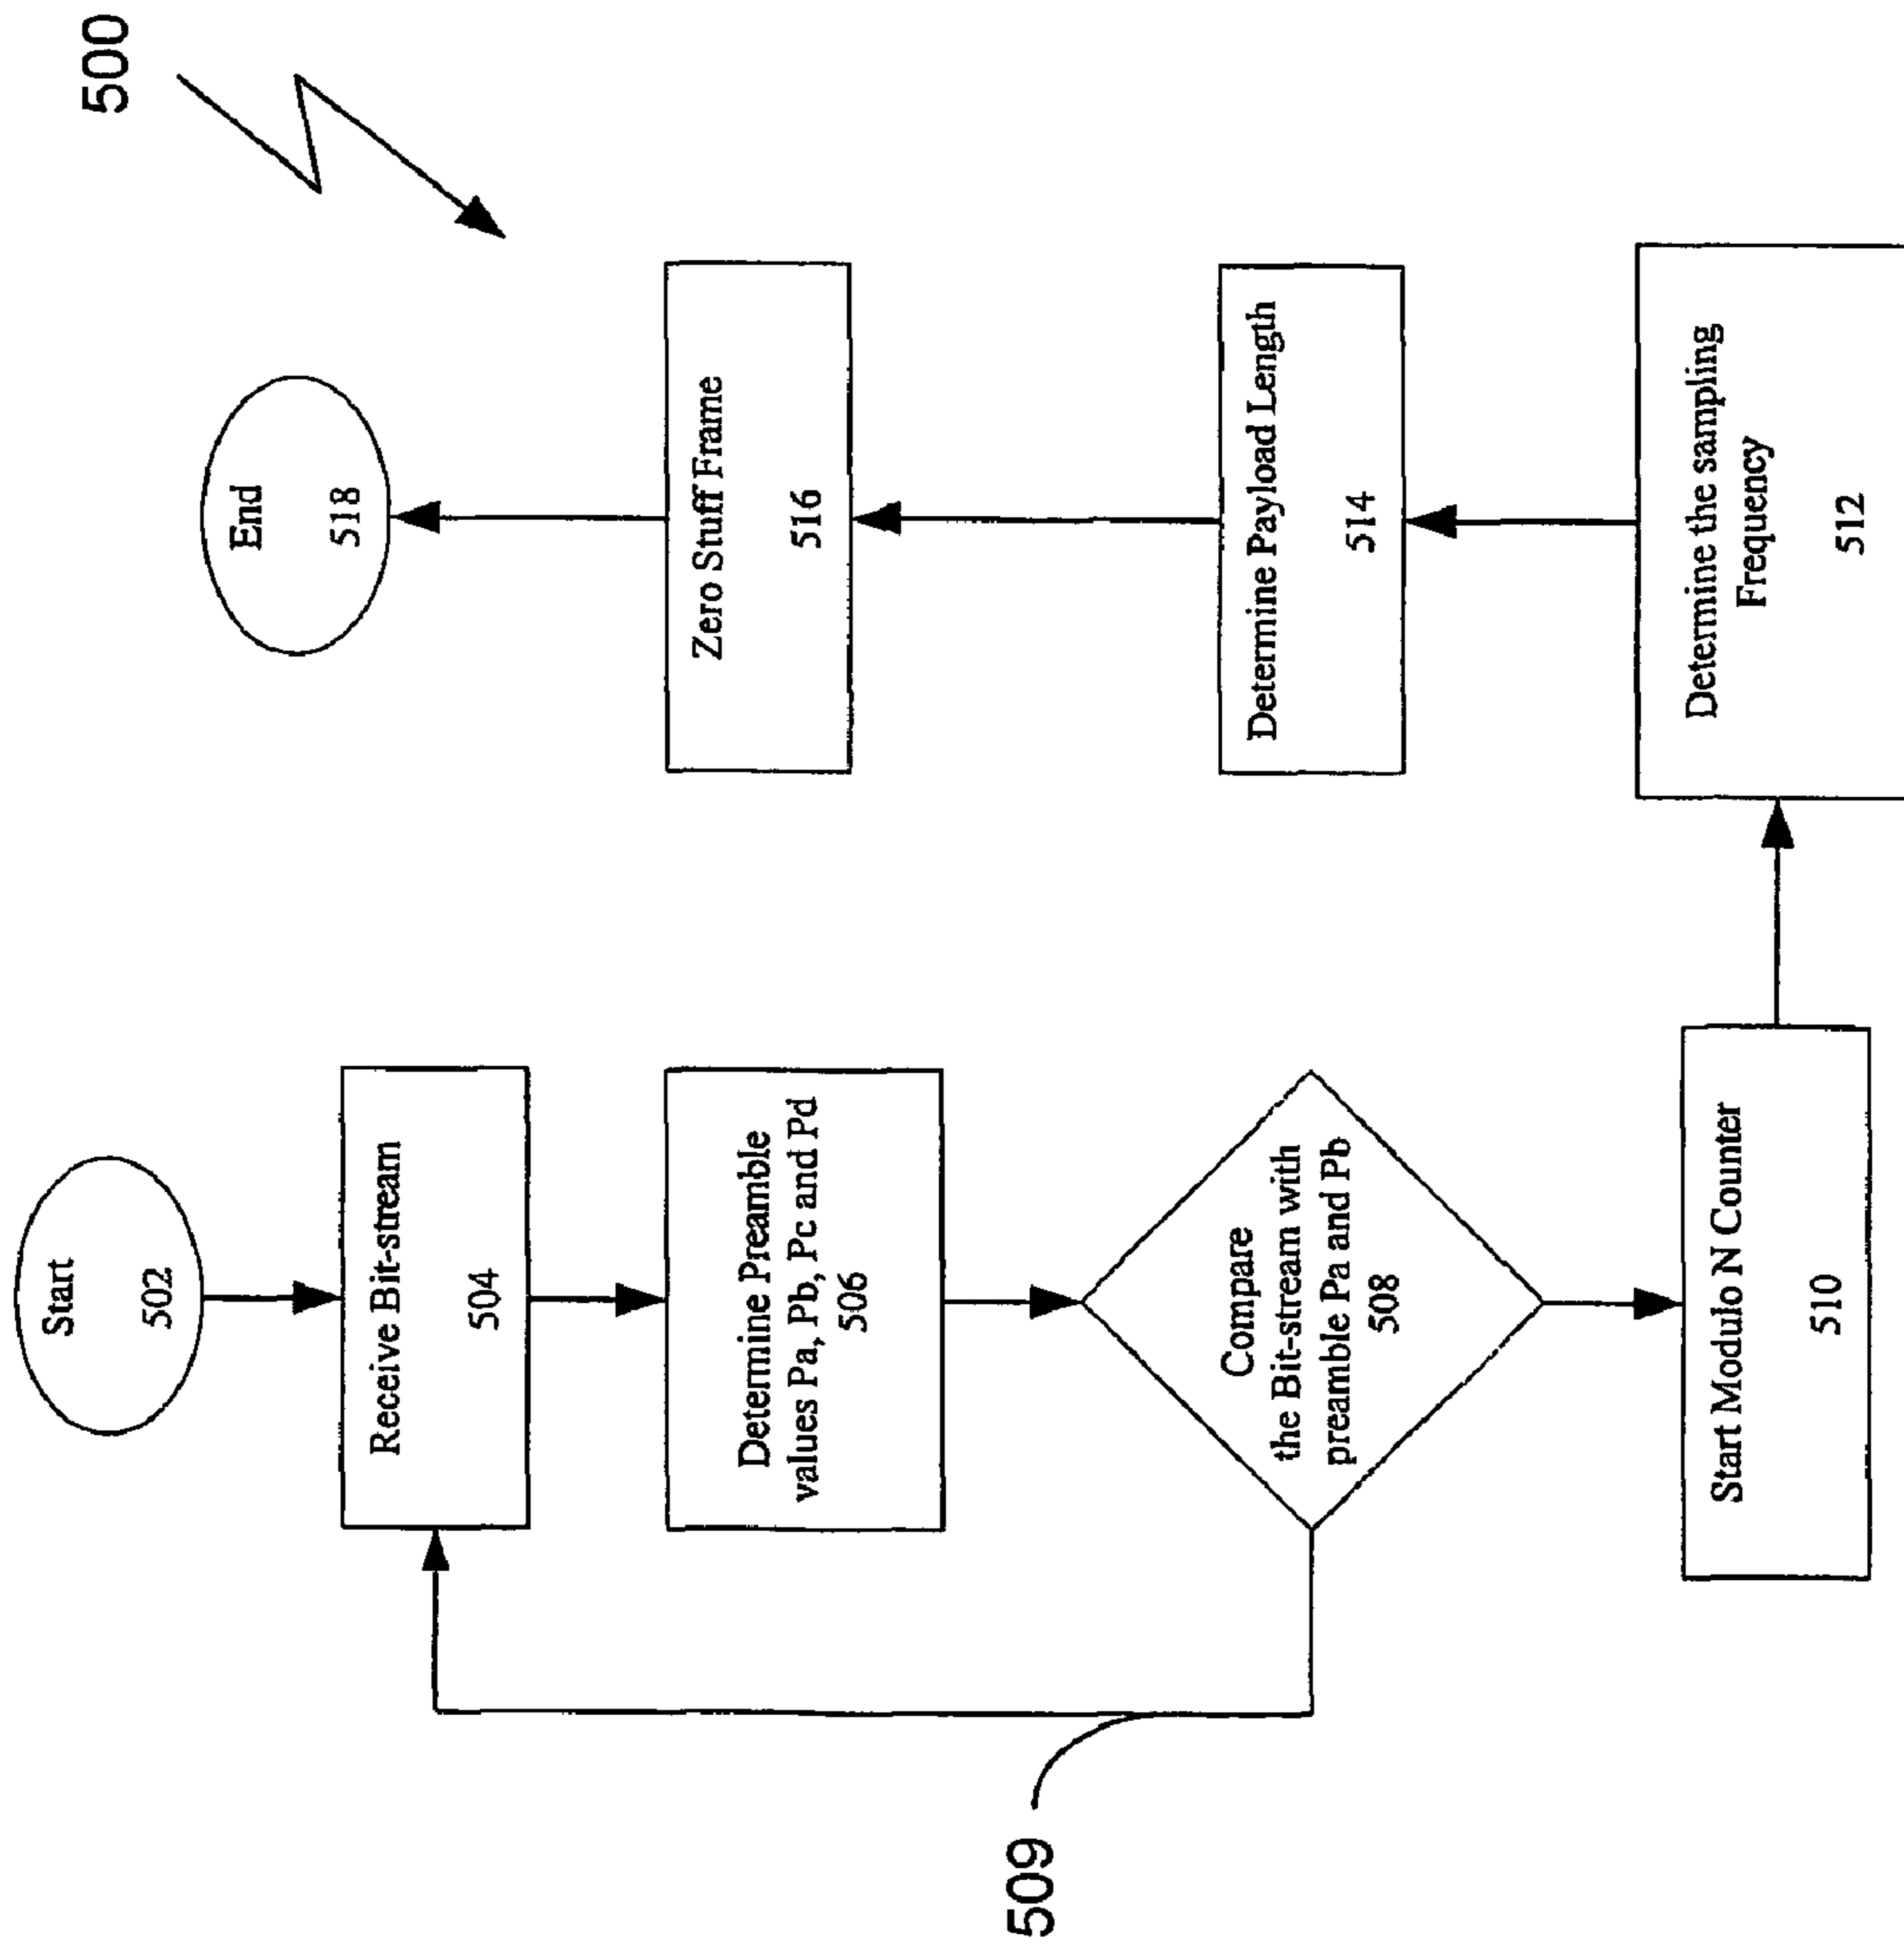 500
Start
502
Receive Bit-stream
504
Determine Preamble
values Pa, Pb, Pc and Pd
506
Compare
the Bit-stream with
preamble Pa and Pb
508
509
Start Modulo N Counter
510
Determine the sampling
Frequency
512
Determine Payload Length
514
Zero Stuff Frame
516
End
518